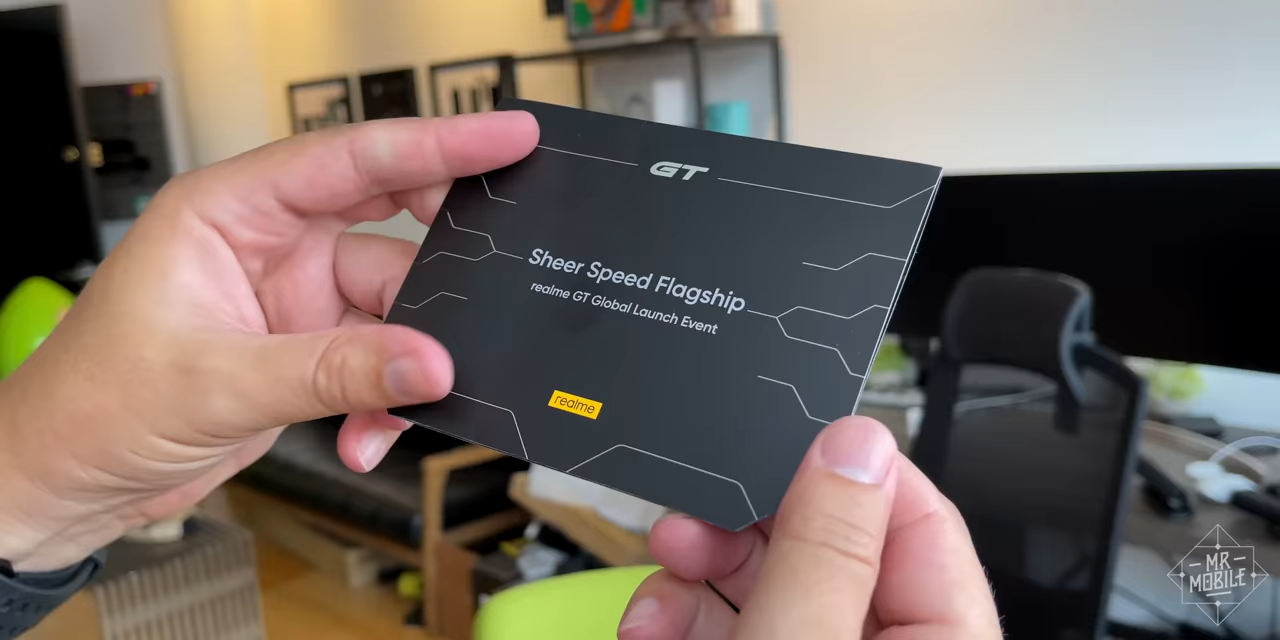 GT
Sheer Speed Flagship
realme GT Global Launch Event
realme
MR
MOBILE